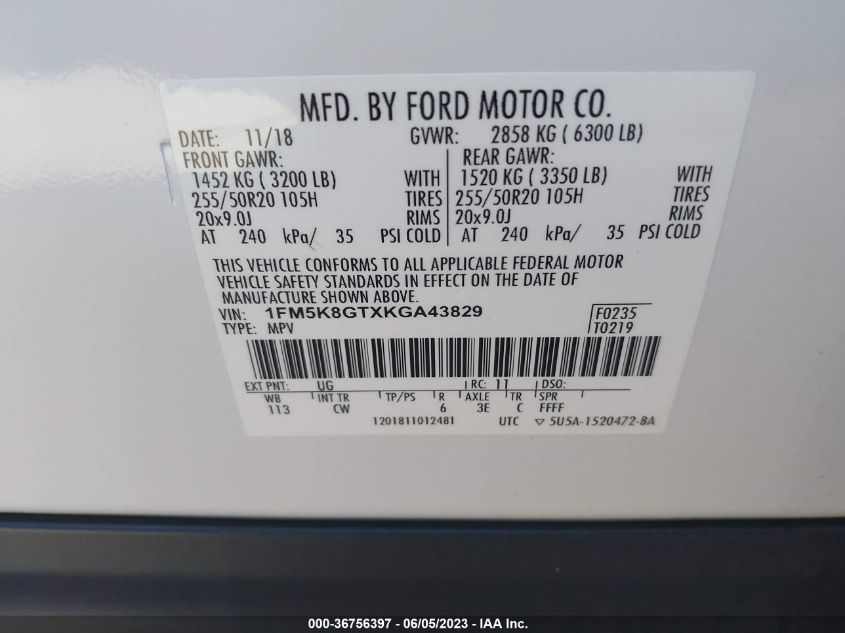 MFD. BY FORD MOTOR CO.
DATE: 11/18 GVWR: 2858 KG ( 6300 LB)
FRONT GAWR: REAR GAWR:
1452 KG ( 3200 LB) WITH 1520 KG ( 3350 LB) WITH
255/50R20 105H TIRES 255/50R20 105H TIRES
20x9.0J RIMS 20x9.0J RIMS
AT 240 kPa/ 35 PSI COLD AT 240 kPa/ 35 PSI COLD
THIS VEHICLE CONFORMS TO ALL APPLICABLE FEDERAL MOTOR
VEHICLE SAFETY STANDARDS IN EFFECT ON THE DATE OF
MANUFACTURE SHOWN ABOVE.
VIN: 1FM5K8GTXKGA43829 F0235
TYPE: MPV T0219
EXT PNT: UG RC: 11 DSO:
WB INT TR TP/PS R AXLE TR SPR
113 CW 6 3E C FFFF
1201811012481 UTC ▽ 5U5A-1520472-BA
000-36756397 - 06/05/2023 - IAA Inc.